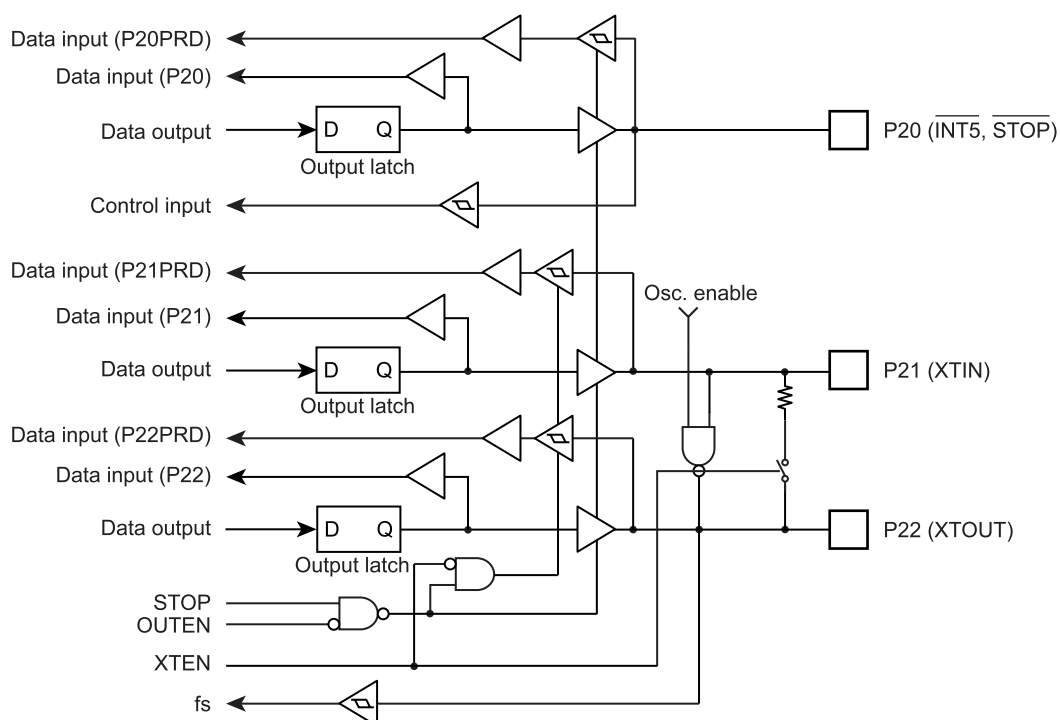 Data input (P20PRD)
Data input (P20)
Data output
D Q
Output latch
P20 (INT5, STOP)
Control input
Data input (P21PRD)
Osc. enable
Data input (P21)
Data output
D Q
Output latch
P21 (XTIN)
Data input (P22PRD)
Data input (P22)
Data output
D Q
Output latch
P22 (XTOUT)
STOP
OUTEN
XTEN
fs